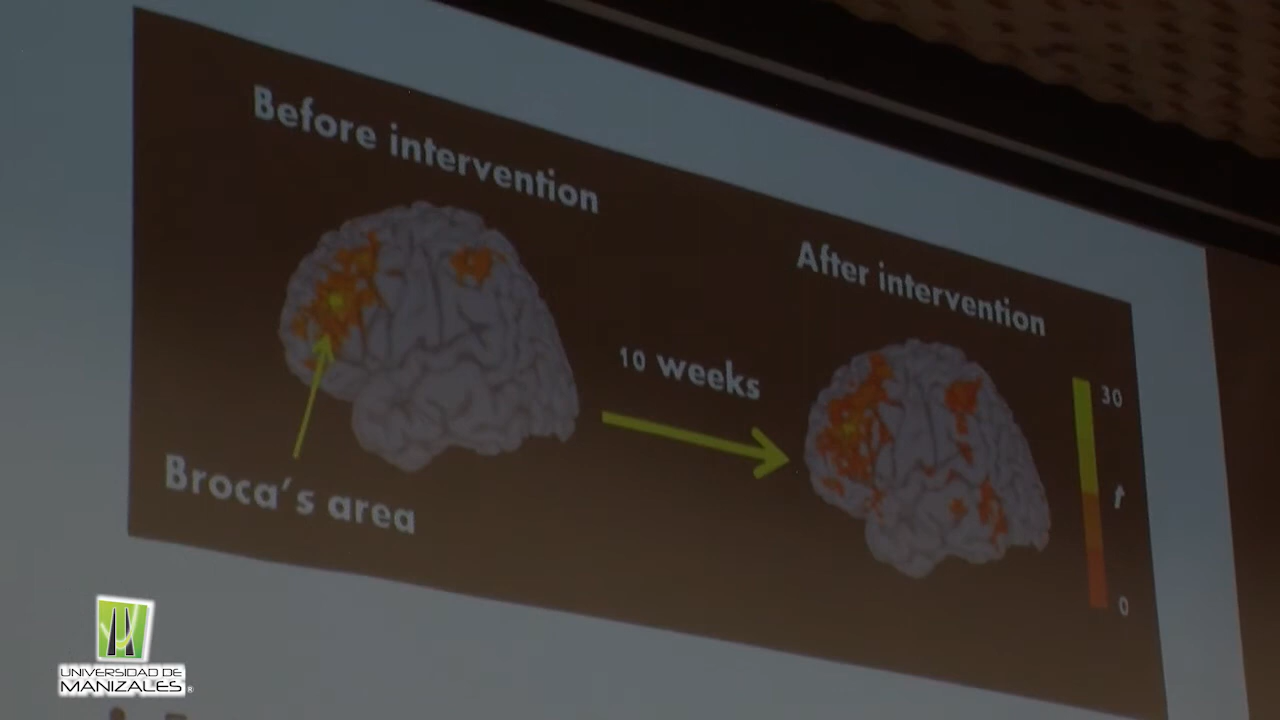 Before intervention
After intervention
10 weeks
Broca's area
30
t
0
UNIVERSIDAD DE
MANIZALES